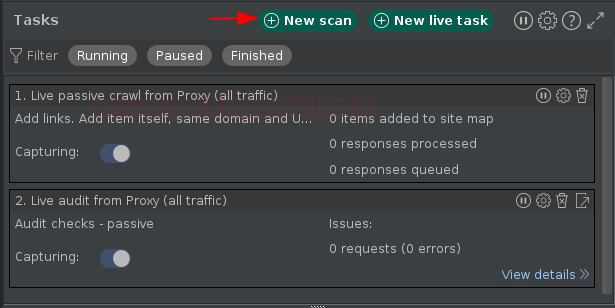 Tasks
New scan
New live task
Filter
Running
Paused
Finished
1. Live passive crawl from Proxy (all traffic)
Add links. Add item itself, same domain and U...
0 items added to site map
Capturing:
0 responses processed
0 responses queued
2. Live audit from Proxy (all traffic)
Audit checks - passive
Issues:
0 requests (0 errors)
Capturing:
View details